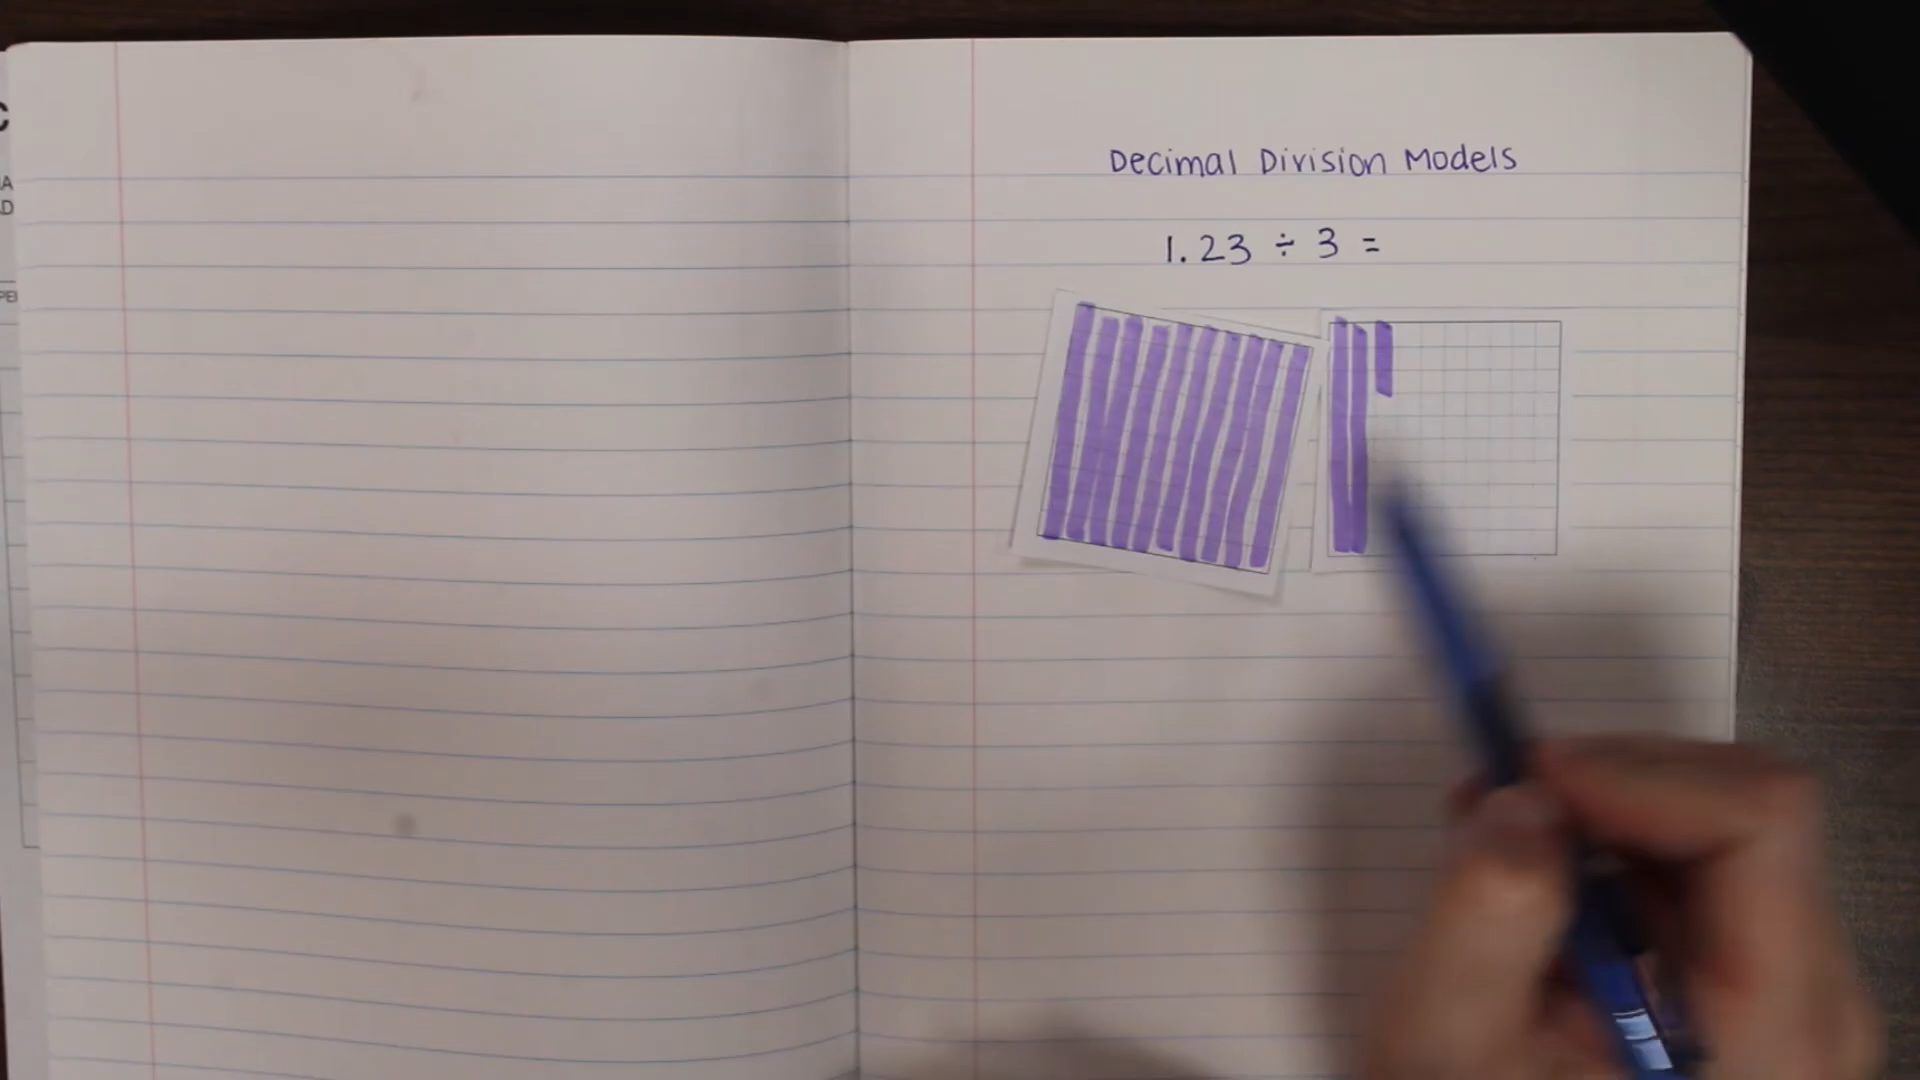 Decimal Division Models
1.23 ÷ 3 =